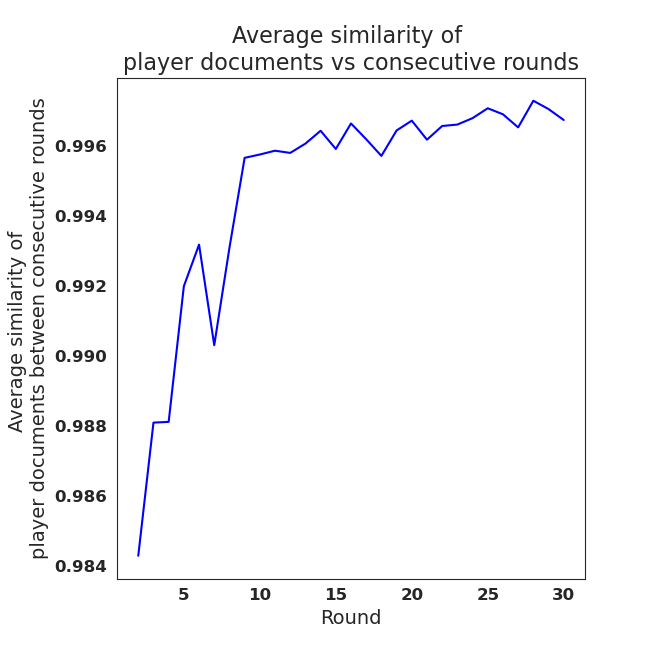 Average similarity of
player documents vs consecutive rounds
Average similarity of
player documents between consecutive rounds
0.996
0.994
0.992
0.990
0.988
0.986
0.984
5 10 15 20 25 30
Round